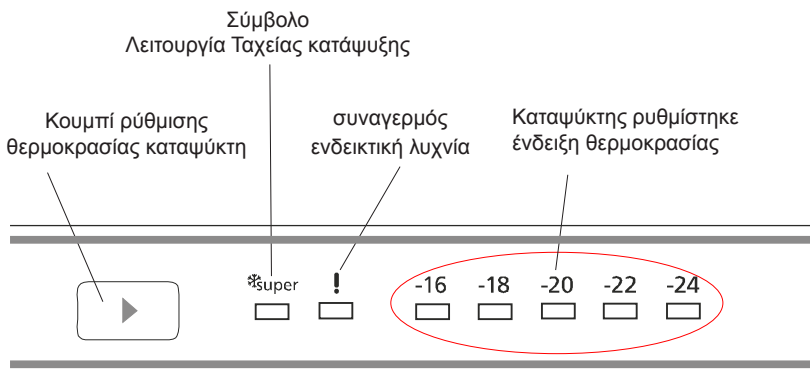 Σύμβολο
Λειτουργία Ταχείας κατάψυξης
Κουμπί ρύθμισης
θερμοκρασίας καταψύκτη
συναγερμός
ενδεικτική λυχνία
Καταψύκτης ρυθμίστηκε
ένδειξη θερμοκρασίας
super ! -16 -18 -20 -22 -24